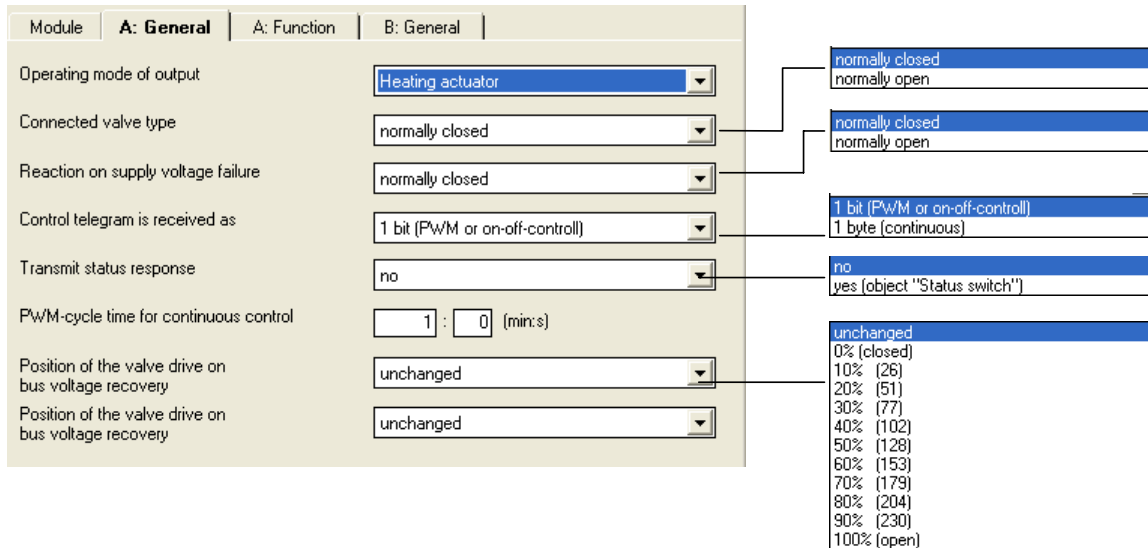 Module A: General A: Function B: General
Operating mode of output Heating actuator
Connected valve type normally closed
Reaction on supply voltage failure normally closed
Control telegram is received as 1 bit (PWM or on-off-controll)
Transmit status response no
PWM-cycle time for continuous control 1 : 0 (min:s)
Position of the valve drive on
bus voltage recovery unchanged
Position of the valve drive on
bus voltage recovery unchanged
normally closed
normally open
normally closed
normally open
1 bit (PWM or on-off-controll)
1 byte (continuous)
no
yes (object "Status switch")
unchanged
0% (closed)
10% (26)
20% (51)
30% (77)
40% (102)
50% (128)
60% (153)
70% (179)
80% (204)
90% (230)
100% (open)